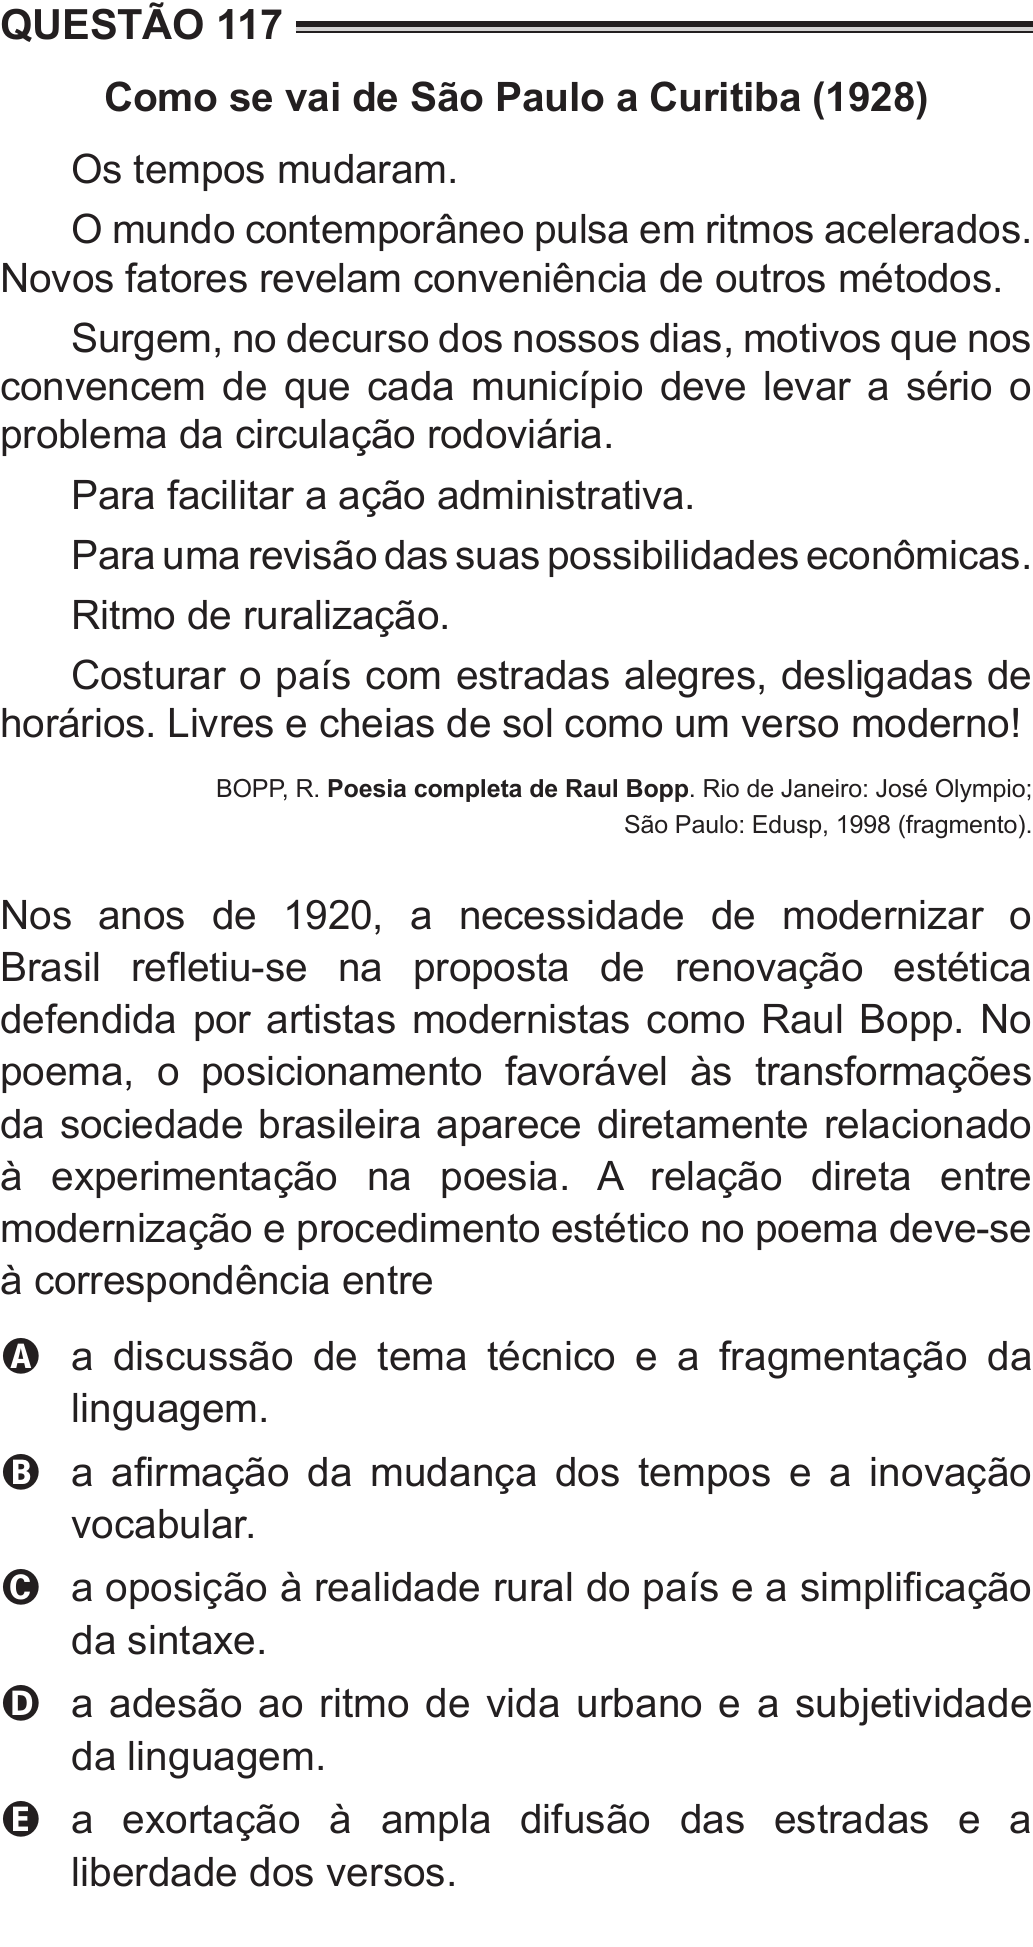 QUESTÃO 117
Como se vai de São Paulo a Curitiba (1928)
Os tempos mudaram.
O mundo contemporâneo pulsa em ritmos acelerados.
Novos fatores revelam conveniência de outros métodos.
Surgem, no decurso dos nossos dias, motivos que nos
convencem de que cada município deve levar a sério o
problema da circulação rodoviária.
Para facilitar a ação administrativa.
Para uma revisão das suas possibilidades econômicas.
Ritmo de ruralização.
Costurar o país com estradas alegres, desligadas de
horários. Livres e cheias de sol como um verso moderno!
BOPP, R. Poesia completa de Raul Bopp. Rio de Janeiro: José Olympio;
São Paulo: Edusp, 1998 (fragmento).
Nos anos de 1920, a necessidade de modernizar o
Brasil refletiu-se na proposta de renovação estética
defendida por artistas modernistas como Raul Bopp. No
poema, o posicionamento favorável às transformações
da sociedade brasileira aparece diretamente relacionado
à experimentação na poesia. A relação direta entre
modernização e procedimento estético no poema deve-se
à correspondência entre
A a discussão de tema técnico e a fragmentação da
linguagem.
B a afirmação da mudança dos tempos e a inovação
vocabular.
C a oposição à realidade rural do país e a simplificação
da sintaxe.
D a adesão ao ritmo de vida urbano e a subjetividade
da linguagem.
E a exortação à ampla difusão das estradas e a
liberdade dos versos.